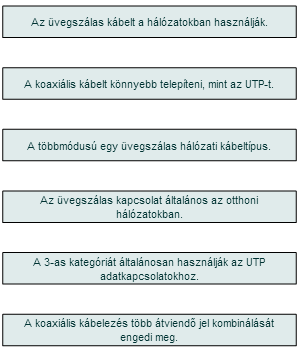 Az üvegszálas kábelt a hálózatokban használják.
A koaxiális kábelt könnyebb telepíteni, mint az UTP-t.
A többmódusú egy üvegszálas hálózati kábeltípus.
Az üvegszálas kapcsolat általános az otthoni
hálózatokban.
A 3-as kategóriát általánosan használják az UTP
adatkapcsolatokhoz.
A koaxiális kábelezés több átviendő jel kombinálását
engedi meg.